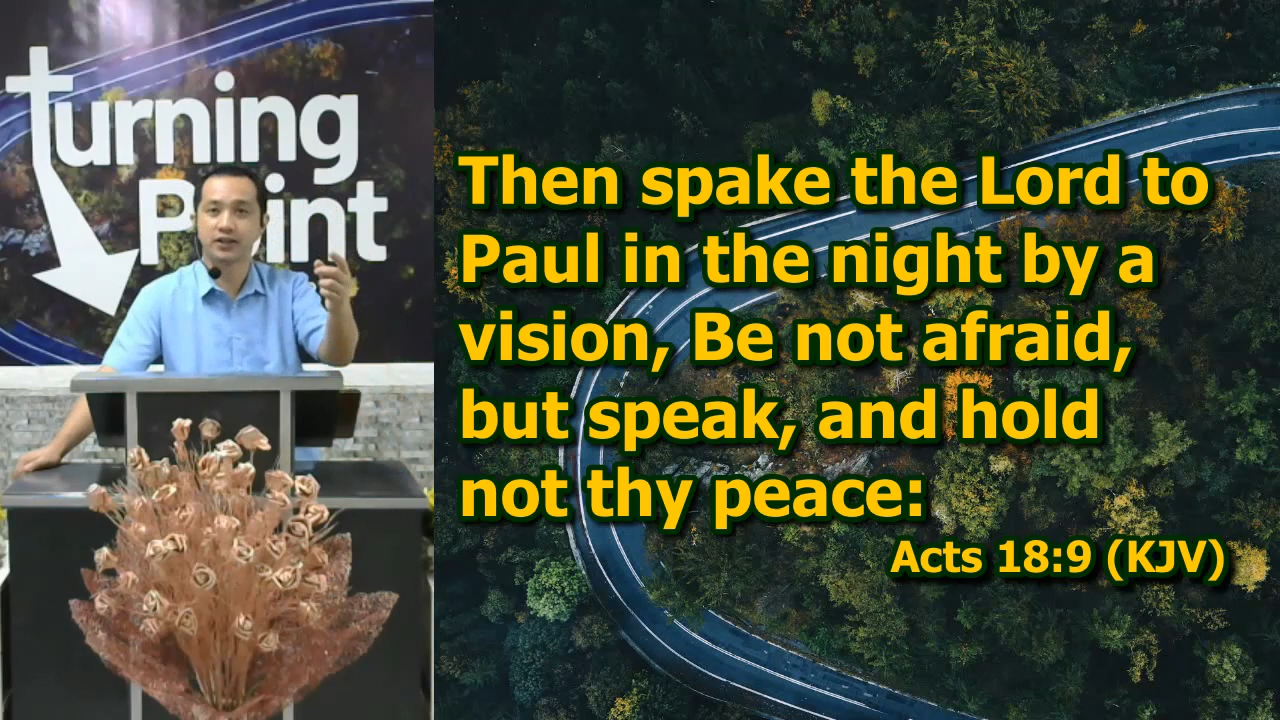 turning
Point
Then spake the Lord to
Paul in the night by a
vision, Be not afraid,
but speak, and hold
not thy peace:
Acts 18:9 (KJV)